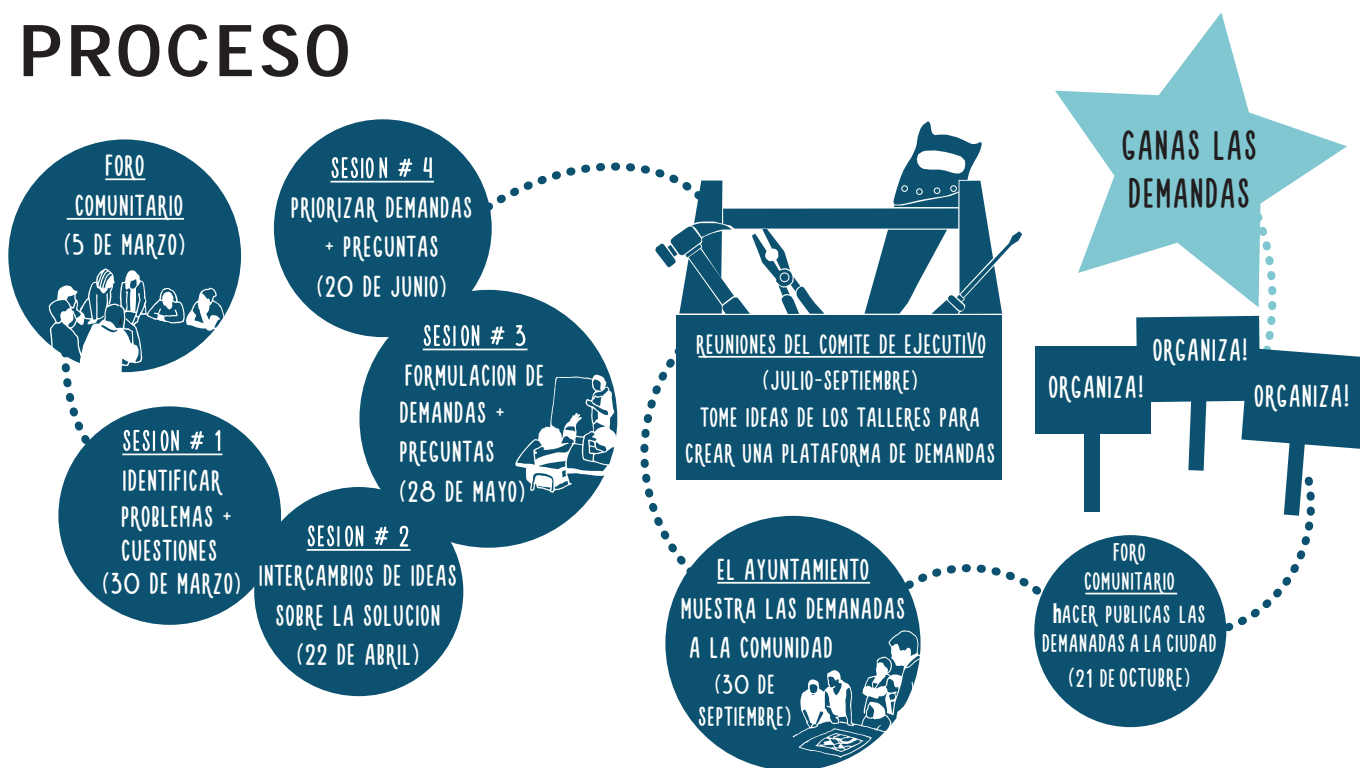 PROCESO
FORO
COMUNITARIO
(5 DE MARZO)
SESION # 1
IDENTIFICAR
PROBLEMAS +
CUESTIONES
(30 DE MARZO)
SESION # 2
INTERCAMBIOS DE IDEAS
SOBRE LA SOLUCION
(22 DE ABRIL)
SESION # 3
FORMULACION DE
DEMANDAS +
PREGUNTAS
(28 DE MAYO)
SESION # 4
PRIORIZAR DEMANDAS
+ PREGUNTAS
(20 DE JUNIO)
REUNIONES DEL COMITE DE EJECUTIVO
(JULIO-SEPTIEMBRE)
TOME IDEAS DE LOS TALLERES PARA
CREAR UNA PLATAFORMA DE DEMANDAS
EL AYUNTAMIENTO
MUESTRA LAS DEMANADAS
A LA COMUNIDAD
(30 DE
SEPTIEMBRE)
FORO
COMUNITARIO
hACER PUBLICAS LAS
DEMANADAS A LA CIUDAD
(21 DE OCTUBRE)
ORGANIZA!
ORGANIZA!
ORGANIZA!
GANAS LAS
DEMANDAS